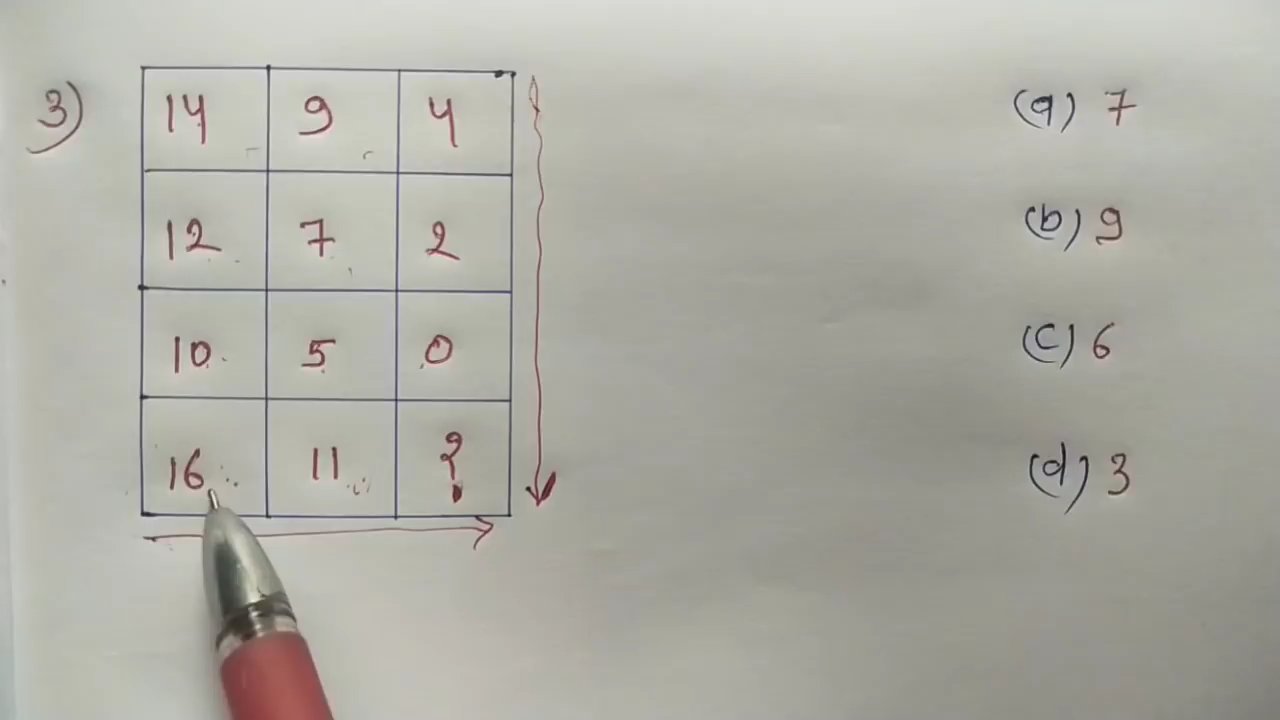 3)
14 9 4
12 7 2
10 5 0
16 11 ?
(a) 7
(b) 9
(c) 6
(d) 3